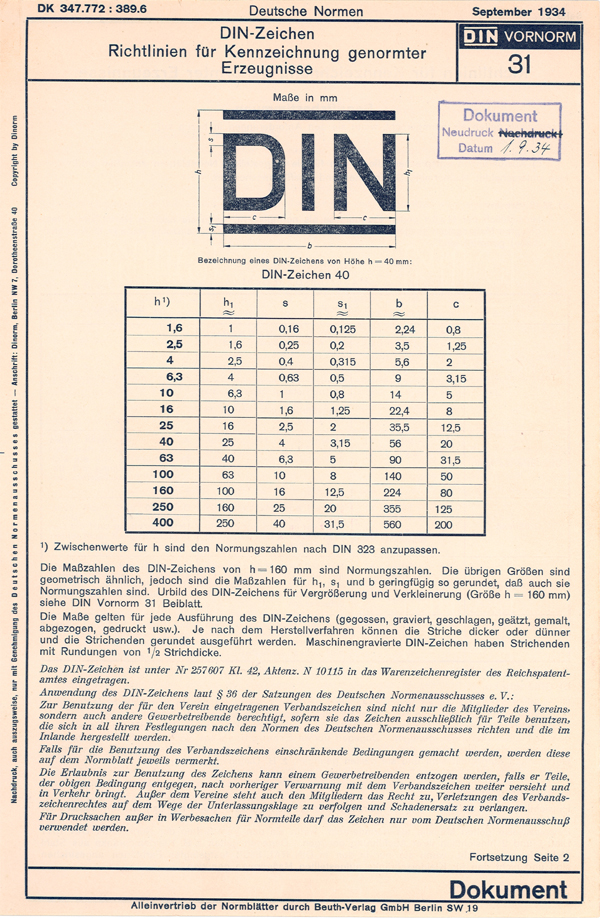 DK 347.772 : 389.6 Deutsche Normen September 1934
DIN-Zeichen
Richtlinien für Kennzeichnung genormter
Erzeugnisse
DIN VORNORM
31
Maße in mm
Dokument
Neudruck Nachdruck
Datum 1.9.34
DIN
h s s₁ h₁ c c b
Bezeichnung eines DIN-Zeichens von Höhe h = 40 mm:
DIN-Zeichen 40
h¹) h₁ ≈ s s₁ ≈ b ≈ c
1,6 1 0,16 0,125 2,24 0,8
2,5 1,6 0,25 0,2 3,5 1,25
4 2,5 0,4 0,315 5,6 2
6,3 4 0,63 0,5 9 3,15
10 6,3 1 0,8 14 5
16 10 1,6 1,25 22,4 8
25 16 2,5 2 35,5 12,5
40 25 4 3,15 56 20
63 40 6,3 5 90 31,5
100 63 10 8 140 50
160 100 16 12,5 224 80
250 160 25 20 355 125
400 250 40 31,5 560 200
¹) Zwischenwerte für h sind den Normungszahlen nach DIN 323 anzupassen.
Die Maßzahlen des DIN-Zeichens von h = 160 mm sind Normungszahlen. Die übrigen Größen sind
geometrisch ähnlich, jedoch sind die Maßzahlen für h₁, s₁ und b geringfügig so gerundet, daß auch sie
Normungszahlen sind. Urbild des DIN-Zeichens für Vergrößerung und Verkleinerung (Größe h = 160 mm)
siehe DIN Vornorm 31 Beiblatt.
Die Maße gelten für jede Ausführung des DIN-Zeichens (gegossen, graviert, geschlagen, geätzt, gemalt,
abgezogen, gedruckt usw.). Je nach dem Herstellverfahren können die Striche dicker oder dünner
und die Strichenden gerundet ausgeführt werden. Maschinengravierte DIN-Zeichen haben Strichenden
mit Rundungen von ½ Strichdicke.
Das DIN-Zeichen ist unter Nr 257607 Kl. 42, Aktenz. N 10115 in das Warenzeichenregister des Reichspatent-
amtes eingetragen.
Anwendung des DIN-Zeichens laut § 36 der Satzungen des Deutschen Normenausschusses e. V.:
Zur Benutzung der für den Verein eingetragenen Verbandszeichen sind nicht nur die Mitglieder des Vereins,
sondern auch andere Gewerbetreibende berechtigt, sofern sie das Zeichen ausschließlich für Teile benutzen,
die sich in all ihren Festlegungen nach den Normen des Deutschen Normenausschusses richten und die im
Inlande hergestellt werden.
Falls für die Benutzung des Verbandszeichens einschränkende Bedingungen gemacht werden, werden diese
auf dem Normblatt jeweils vermerkt.
Die Erlaubnis zur Benutzung des Zeichens kann einem Gewerbetreibenden entzogen werden, falls er Teile,
der obigen Bedingung entgegen, nach vorheriger Verwarnung mit dem Verbandszeichen weiter versieht und
in Verkehr bringt. Außer dem Vereine steht auch den Mitgliedern das Recht zu, Verletzungen des Verbands-
zeichenrechtes auf dem Wege der Unterlassungsklage zu verfolgen und Schadenersatz zu verlangen.
Für Drucksachen außer in Werbesachen für Normteile darf das Zeichen nur vom Deutschen Normenausschuß
verwendet werden.
Fortsetzung Seite 2
Dokument
Alleinvertrieb der Normblätter durch Beuth-Verlag GmbH Berlin SW 19
Nachdruck, auch auszugsweise, nur mit Genehmigung des Deutschen Normenausschusses gestattet — Anschrift: Dinorm, Berlin NW 7, Dorotheenstraße 40 Copyright by Dinorm